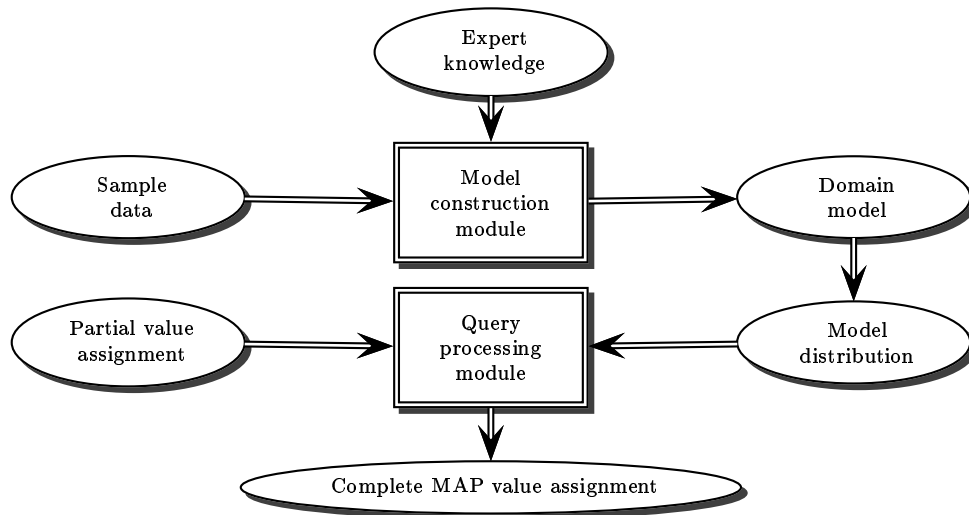 Expert
knowledge
Sample
data
Model
construction
module
Domain
model
Partial value
assignment
Query
processing
module
Model
distribution
Complete MAP value assignment